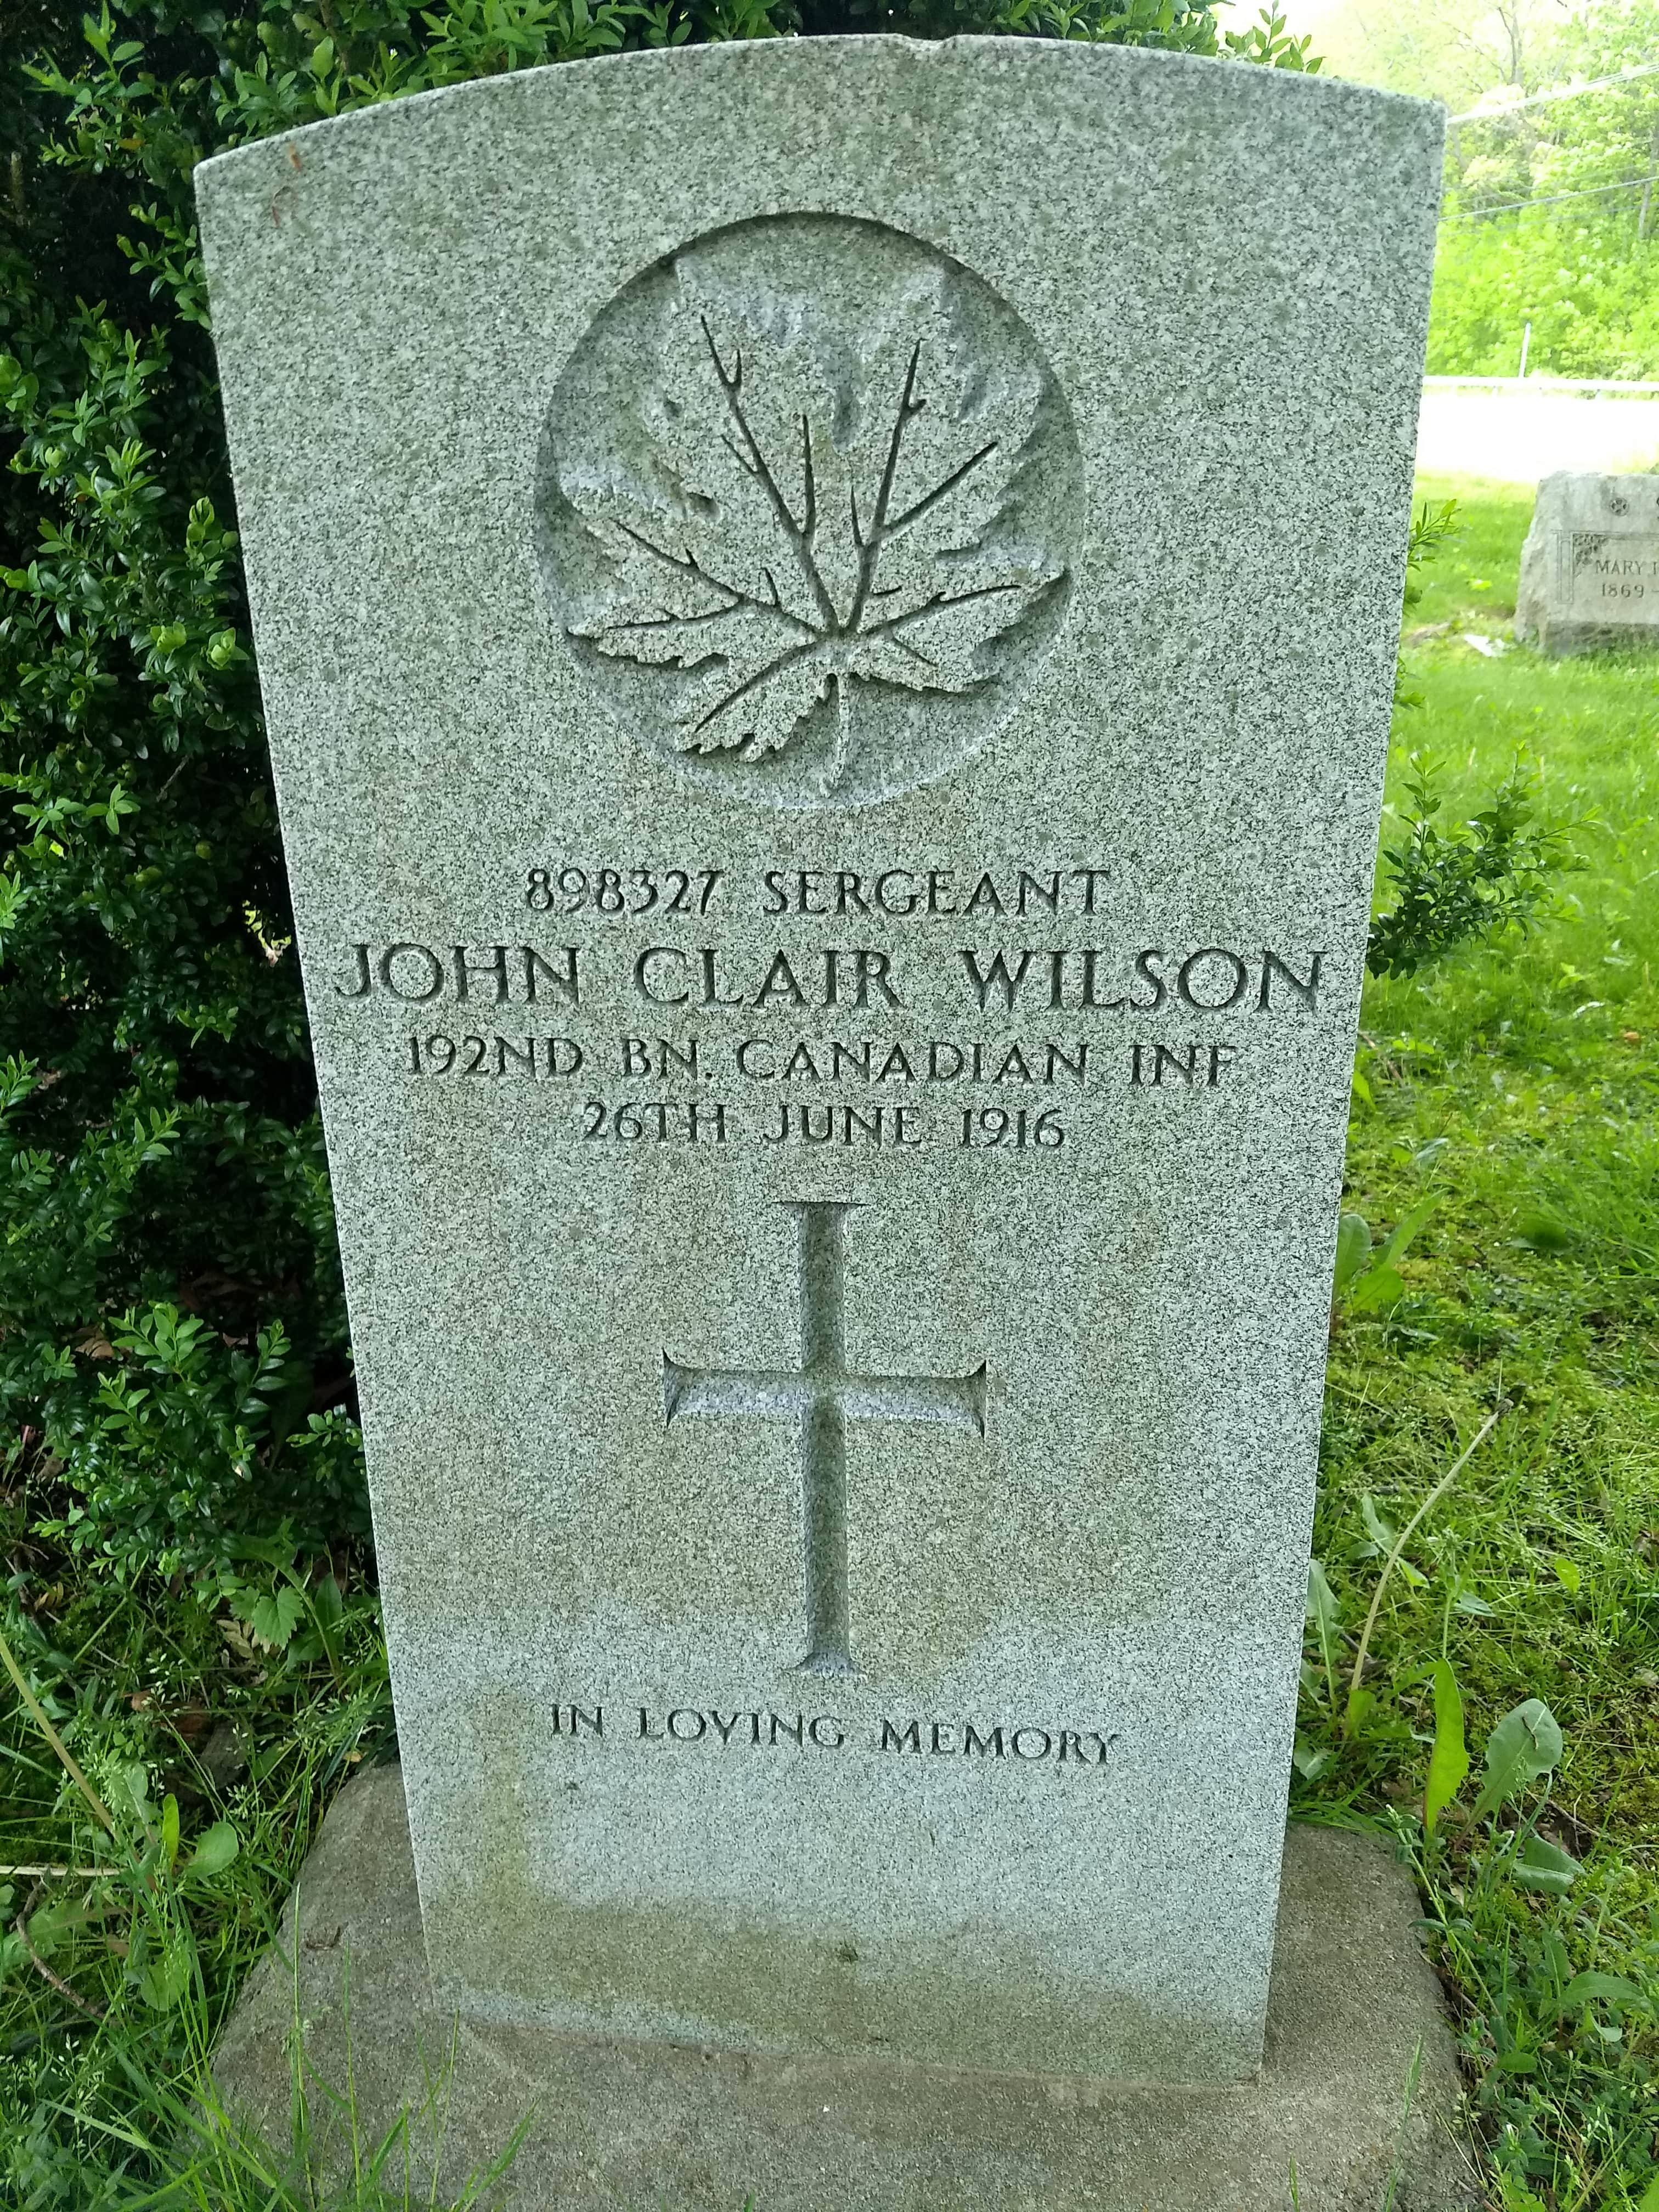 898327 SERGEANT
JOHN CLAIR WILSON
192ND BN. CANADIAN INF
26TH JUNE 1916
IN LOVING MEMORY
MARY
1869 -